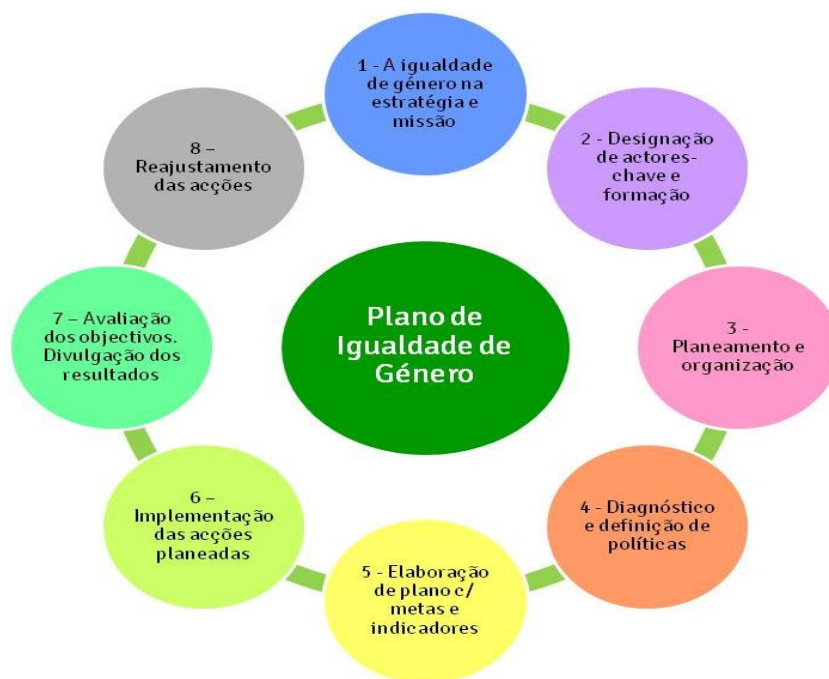 1 - A igualdade
de género na
estratégia e
missão
2 - Designação
de actores-
chave e
formação
3 -
Planeamento e
organização
4 - Diagnóstico
e definição de
políticas
5 - Elaboração
de plano c/
metas e
indicadores
6 –
Implementação
das acções
planeadas
7 – Avaliação
dos objectivos.
Divulgação dos
resultados
8 –
Reajustamento
das acções
Plano de
Igualdade de
Género